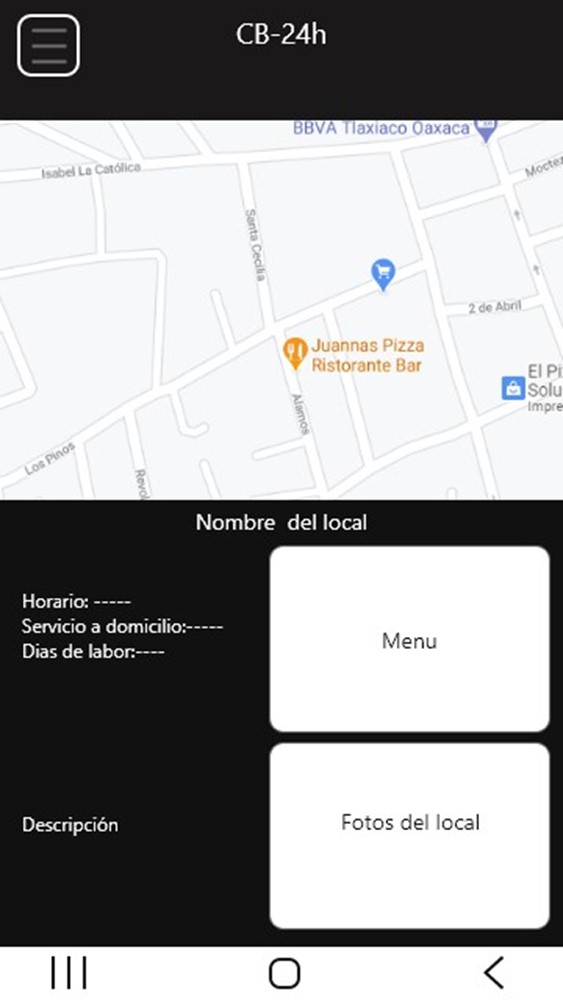 CB-24h
BBVA Tlaxiaco Oaxaca
Isabel La Católica
Moctez
Santa Cecilia
2 de Abril
Juannas Pizza
Ristorante Bar
El Pi
Solu
Impre
Alamos
Los Pinos
Revol
Nombre del local
Horario: -----
Servicio a domicilio:-----
Dias de labor:----
Menu
Descripción
Fotos del local